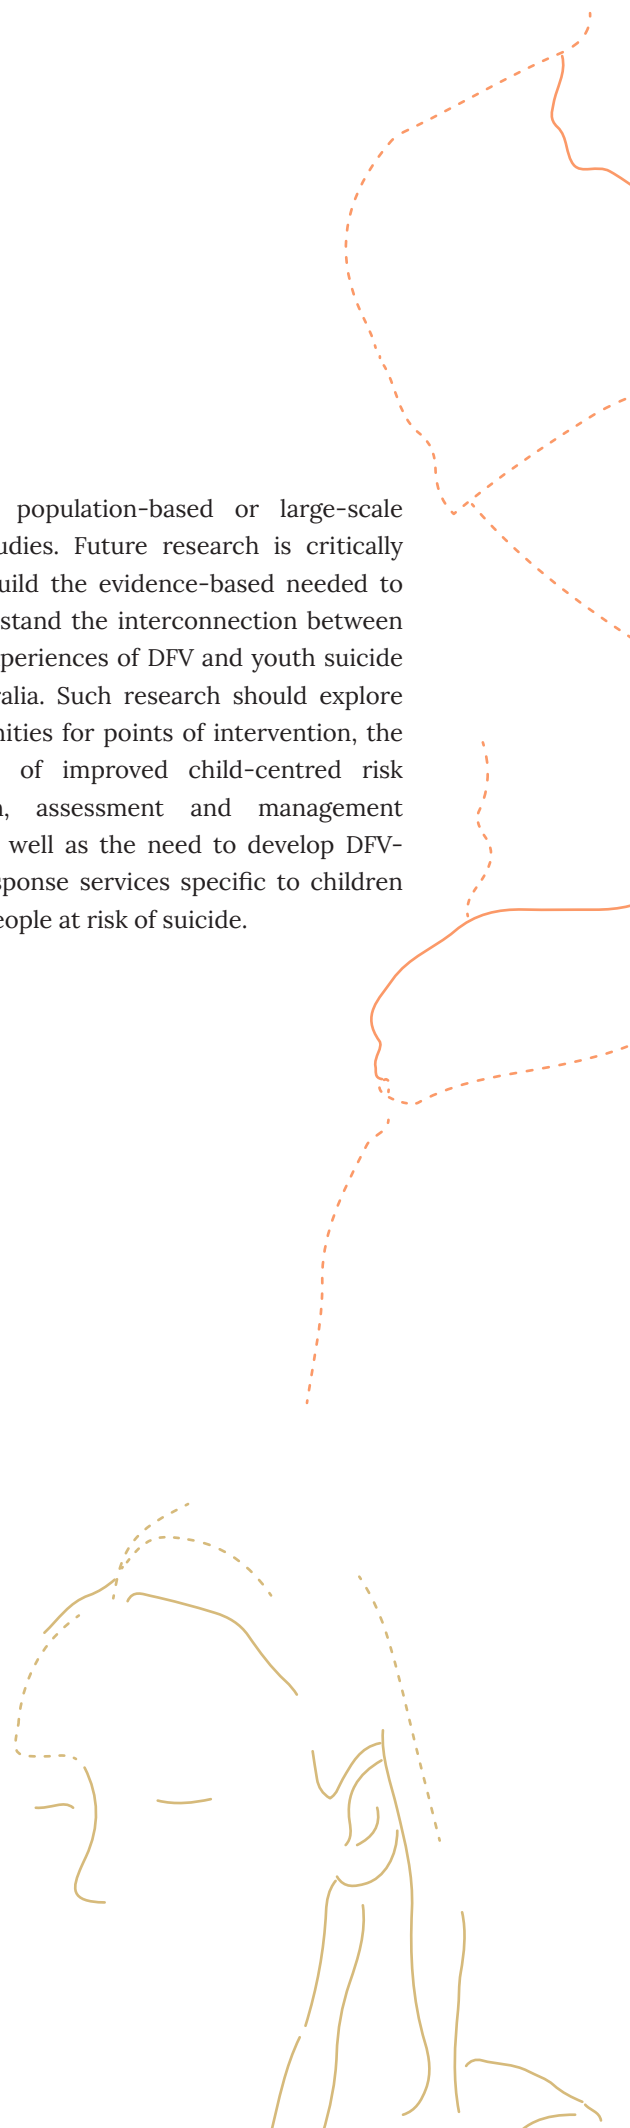 population-based or large-scale
udies. Future research is critically
uild the evidence-based needed to
stand the interconnection between
periences of DFV and youth suicide
alia. Such research should explore
nities for points of intervention, the
of improved child-centred risk
, assessment and management
well as the need to develop DFV-
sponse services specific to children
eople at risk of suicide.